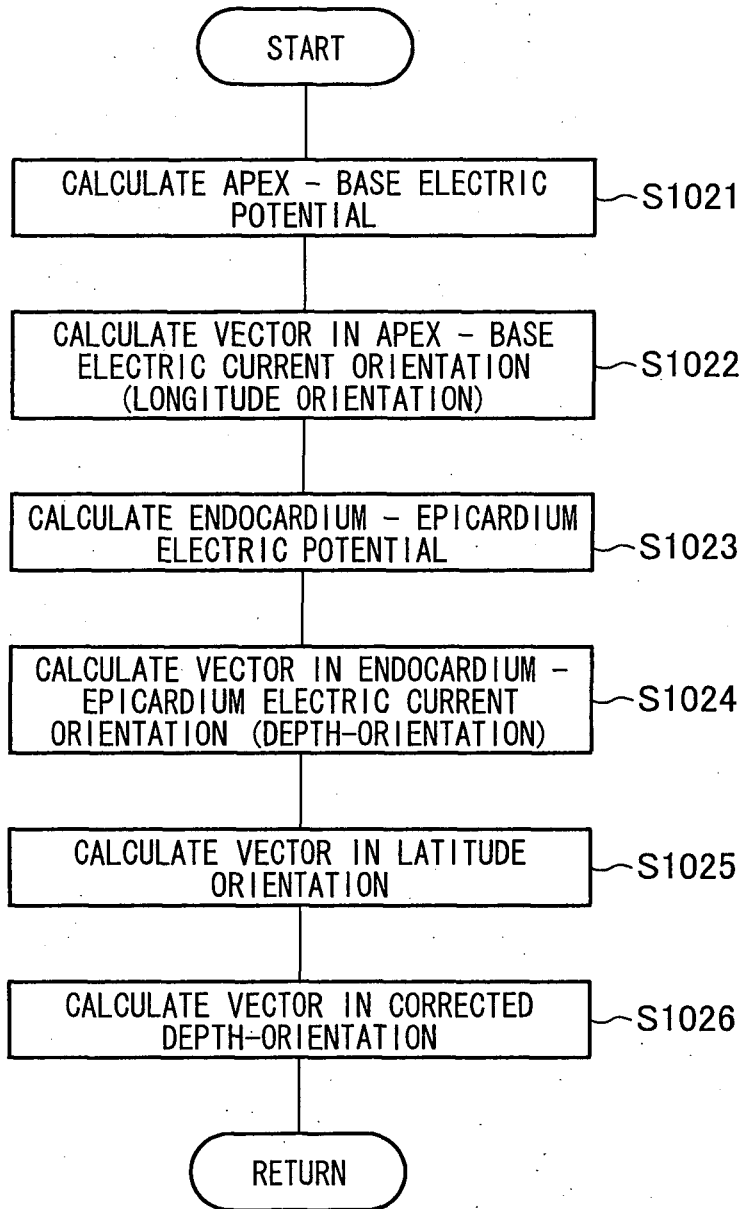 START
CALCULATE APEX - BASE ELECTRIC
POTENTIAL
S1021
CALCULATE VECTOR IN APEX - BASE
ELECTRIC CURRENT ORIENTATION
(LONGITUDE ORIENTATION)
S1022
CALCULATE ENDOCARDIUM - EPICARDIUM
ELECTRIC POTENTIAL
S1023
CALCULATE VECTOR IN ENDOCARDIUM -
EPICARDIUM ELECTRIC CURRENT
ORIENTATION (DEPTH-ORIENTATION)
S1024
CALCULATE VECTOR IN LATITUDE
ORIENTATION
S1025
CALCULATE VECTOR IN CORRECTED
DEPTH-ORIENTATION
S1026
RETURN